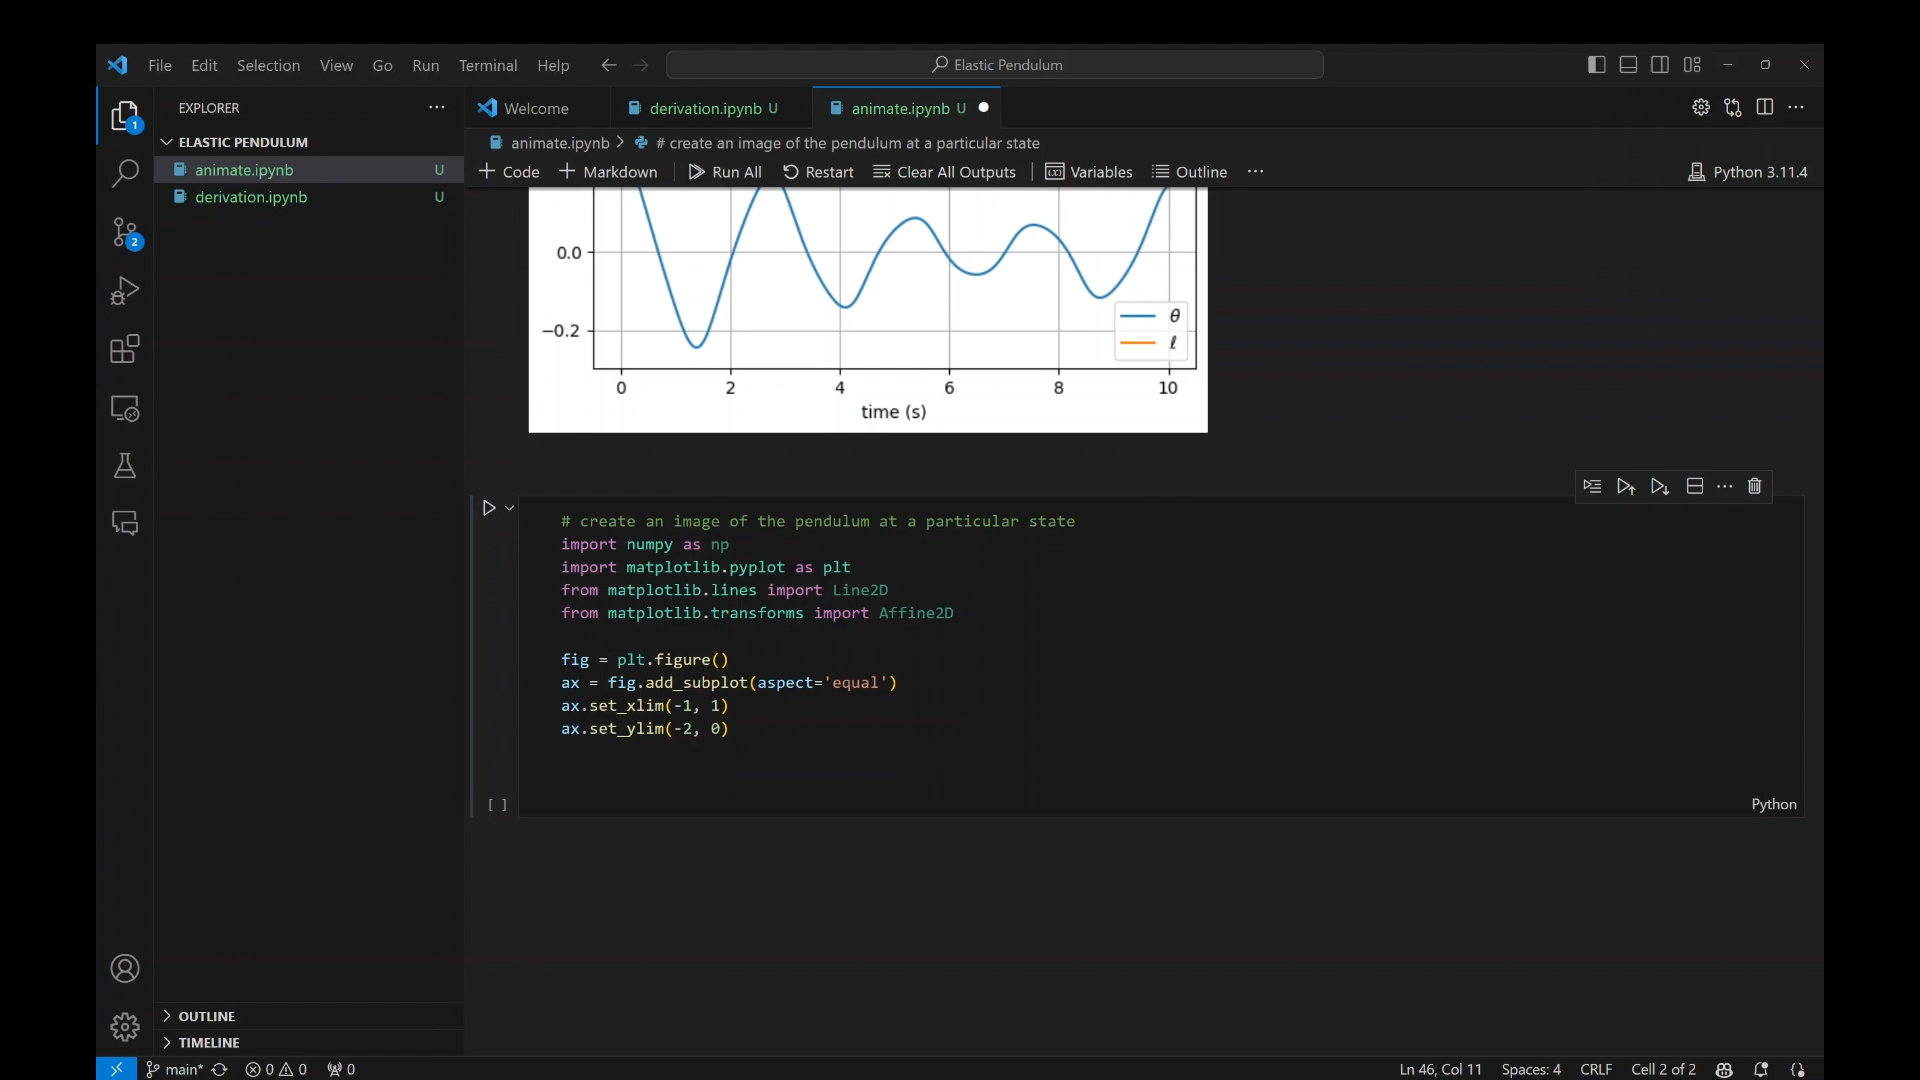 File Edit Selection View Go Run Terminal Help
Elastic Pendulum
EXPLORER
ELASTIC PENDULUM
animate.ipynb U
derivation.ipynb U
1
2
Welcome
derivation.ipynb U
animate.ipynb U
animate.ipynb > # create an image of the pendulum at a particular state
Code
Markdown
Run All
Restart
Clear All Outputs
Variables
Outline
Python 3.11.4
0.0
−0.2
0 2 4 6 8 10
time (s)
θ
ℓ
# create an image of the pendulum at a particular state
import numpy as np
import matplotlib.pyplot as plt
from matplotlib.lines import Line2D
from matplotlib.transforms import Affine2D
fig = plt.figure()
ax = fig.add_subplot(aspect='equal')
ax.set_xlim(-1, 1)
ax.set_ylim(-2, 0)
[ ]
Python
OUTLINE
TIMELINE
main* 0 0 0
Ln 46, Col 11 Spaces: 4 CRLF Cell 2 of 2